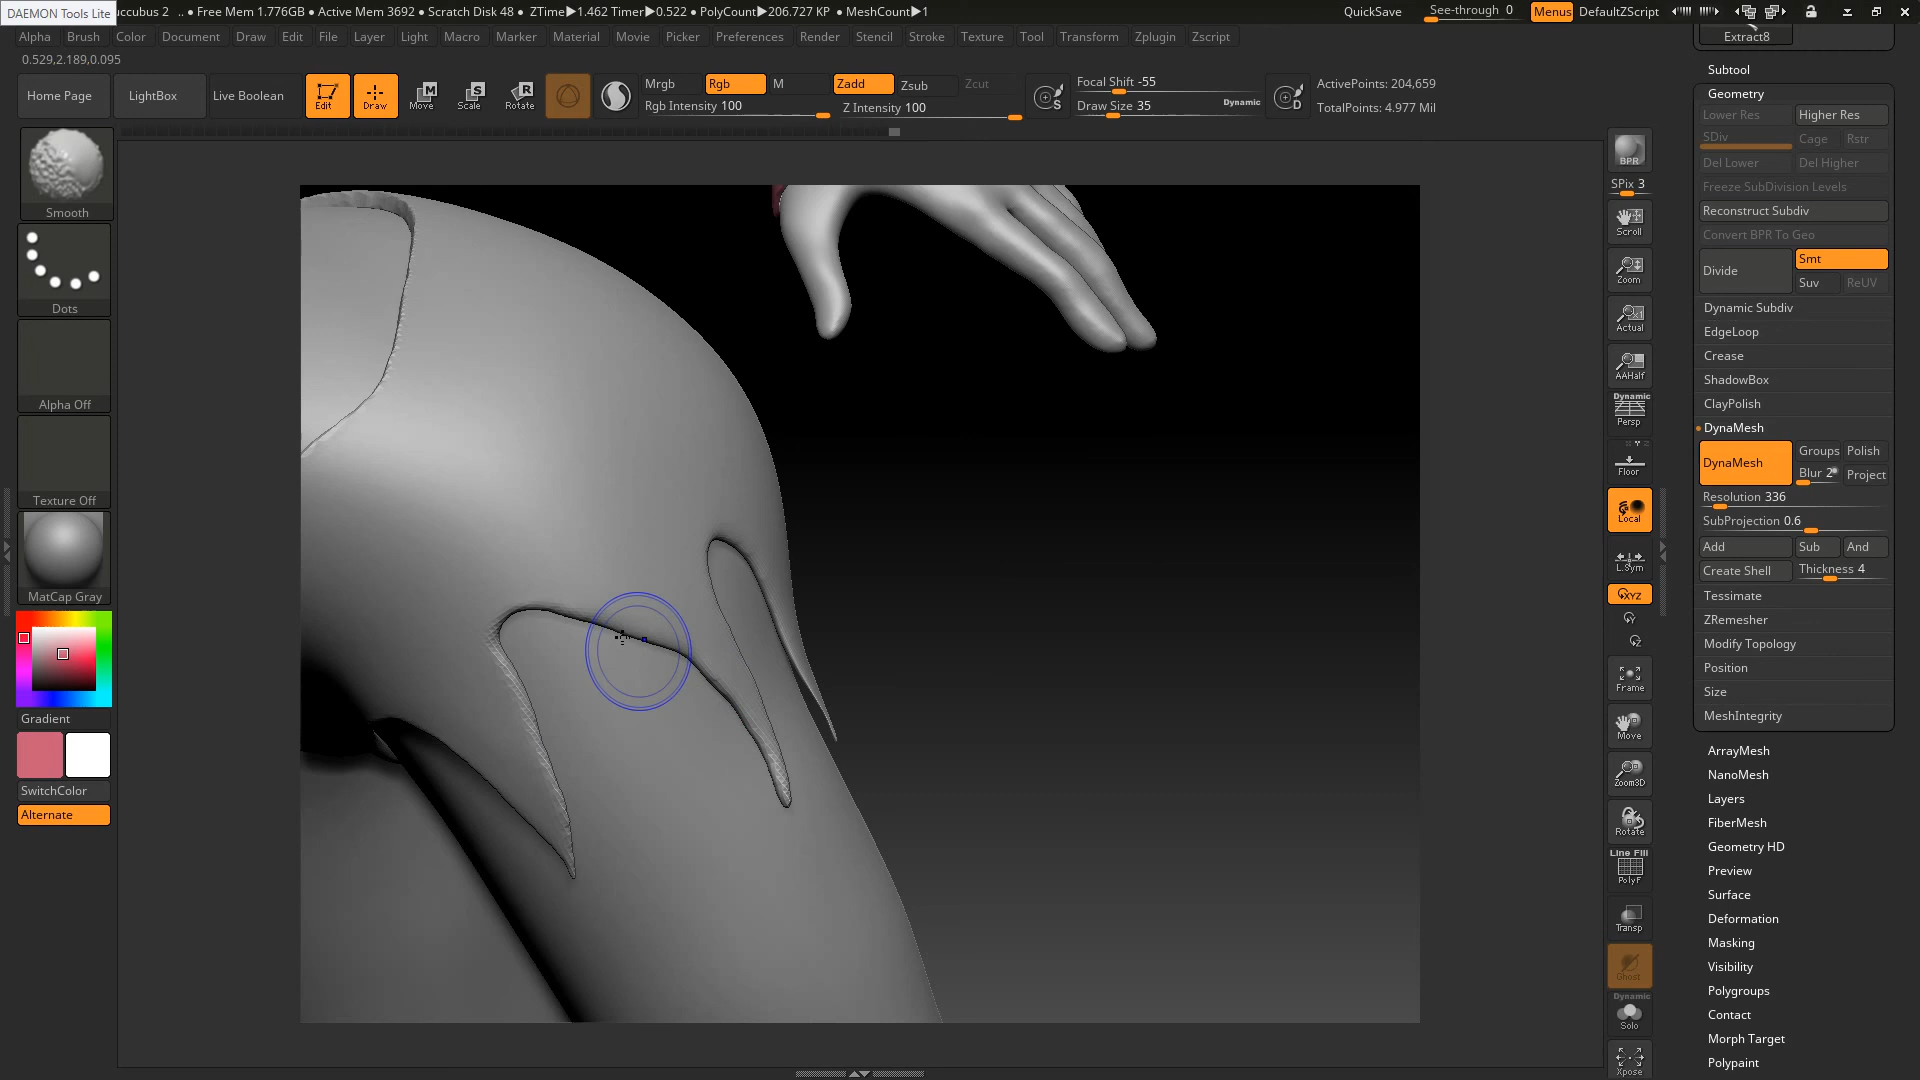 DAEMON Tools Lite
uccubus 2 .. ● Free Mem 1.776GB ● Active Mem 3692 ● Scratch Disk 48 ● ZTime▶1.462 Timer▶0.522 ● PolyCount▶206.727 KP ● MeshCount▶1
QuickSave See-through 0 Menus DefaultZScript
Alpha Brush Color Document Draw Edit File Layer Light Macro Marker Material Movie Picker Preferences Render Stencil Stroke Texture Tool Transform Zplugin Zscript
0.529,2.189,0.095
Home Page LightBox Live Boolean
Edit Draw Move Scale Rotate
Mrgb Rgb M
Rgb Intensity 100
Zadd Zsub Zcut
Z Intensity 100
Focal Shift -55
Draw Size 35 Dynamic
ActivePoints: 204,659
TotalPoints: 4.977 Mil
Smooth
Dots
Alpha Off
Texture Off
MatCap Gray
Gradient
SwitchColor
Alternate
BPR
SPix 3
Scroll
Zoom
Actual
AAHalf
Dynamic
Persp
Floor
Local
L.Sym
XYZ
Frame
Move
Zoom3D
Rotate
Line Fill
PolyF
Transp
Ghost
Dynamic
Solo
Xpose
Extract8
Subtool
Geometry
Lower Res Higher Res
SDiv Cage Rstr
Del Lower Del Higher
Freeze SubDivision Levels
Reconstruct Subdiv
Convert BPR To Geo
Divide Smt
Suv ReUV
Dynamic Subdiv
EdgeLoop
Crease
ShadowBox
ClayPolish
DynaMesh
DynaMesh Groups Polish
Blur 2 Project
Resolution 336
SubProjection 0.6
Add Sub And
Create Shell Thickness 4
Tessimate
ZRemesher
Modify Topology
Position
Size
MeshIntegrity
ArrayMesh
NanoMesh
Layers
FiberMesh
Geometry HD
Preview
Surface
Deformation
Masking
Visibility
Polygroups
Contact
Morph Target
Polypaint